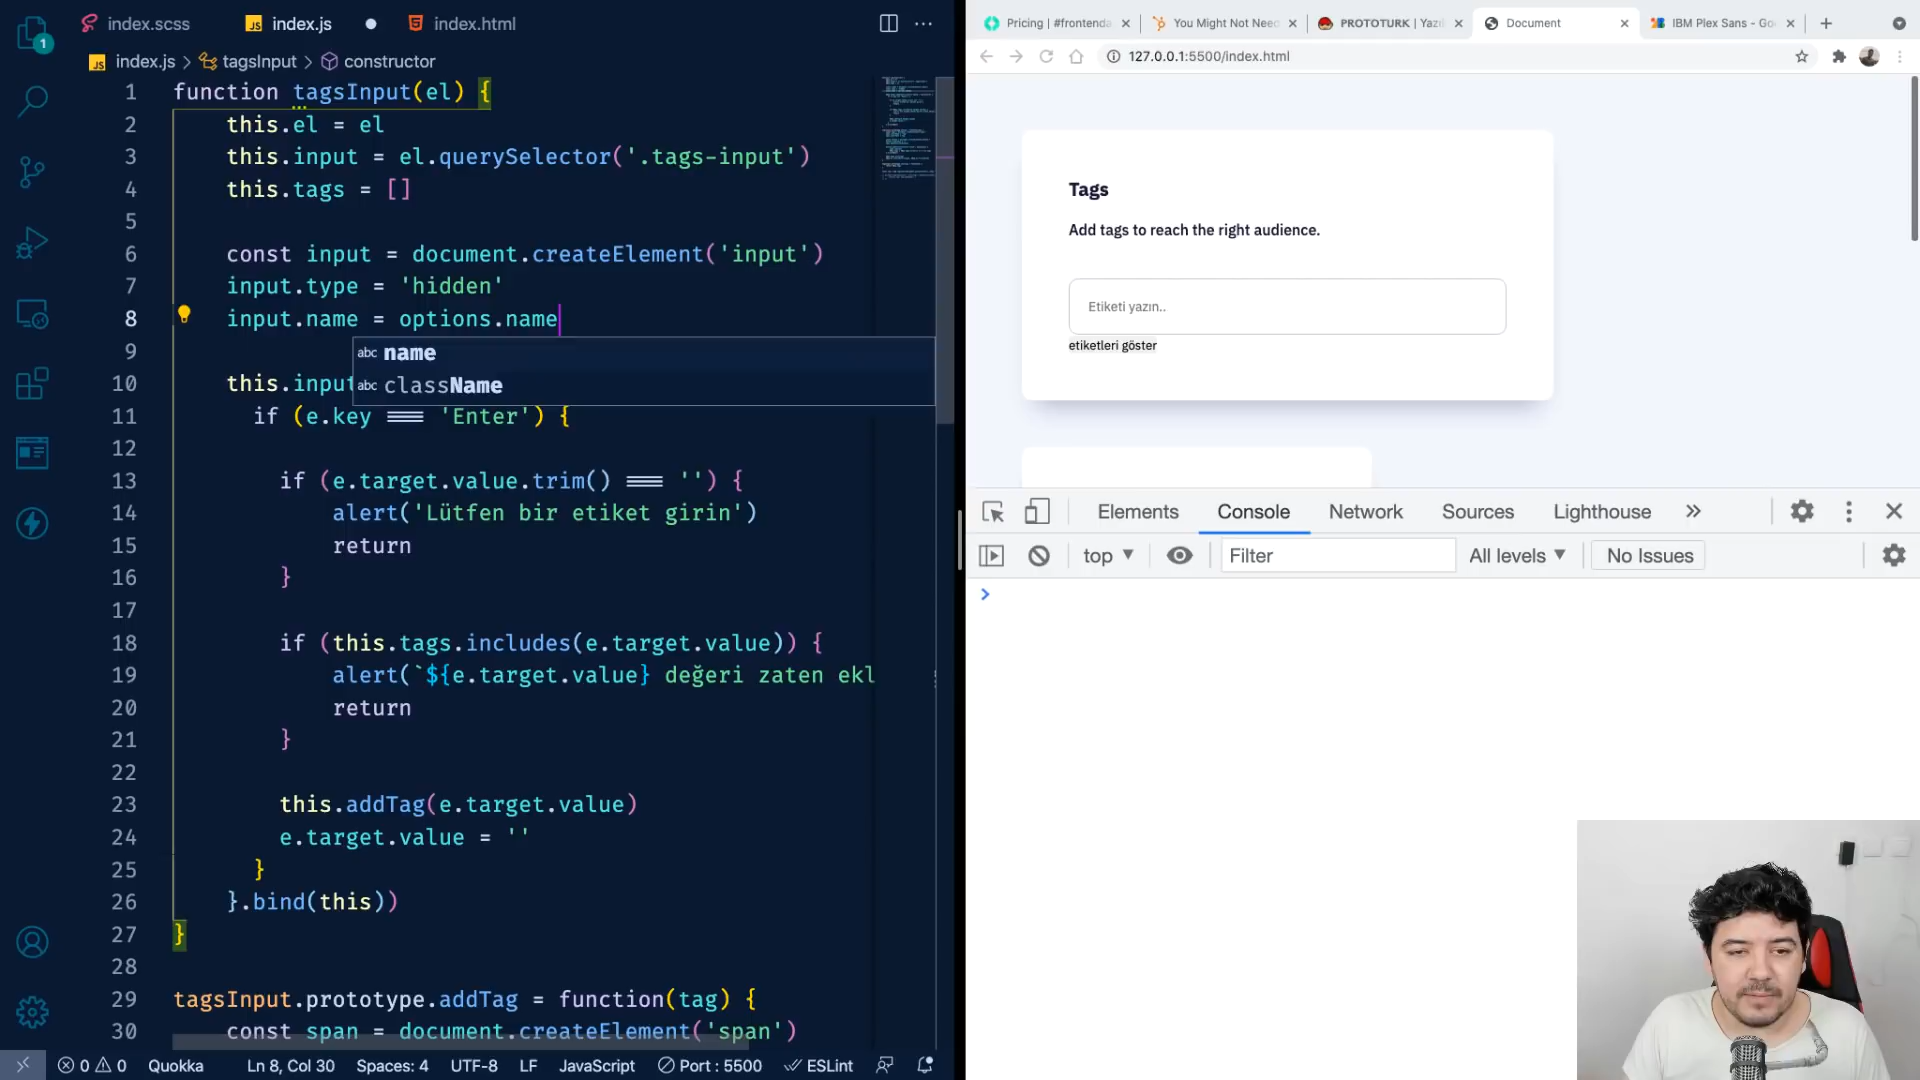 index.scss
index.js
index.html
index.js > tagsInput > constructor
1 function tagsInput(el) {
2 this.el = el
3 this.input = el.querySelector('.tags-input')
4 this.tags = []
5
6 const input = document.createElement('input')
7 input.type = 'hidden'
8 input.name = options.name
9
abc name
10 this.input
abc className
11 if (e.key === 'Enter') {
12
13 if (e.target.value.trim() === '') {
14 alert('Lütfen bir etiket girin')
15 return
16 }
17
18 if (this.tags.includes(e.target.value)) {
19 alert(`${e.target.value} değeri zaten ekl
20 return
21 }
22
23 this.addTag(e.target.value)
24 e.target.value = ''
25 }
26 }.bind(this))
27 }
28
29 tagsInput.prototype.addTag = function(tag) {
30 const span = document.createElement('span')
1
0 0 Quokka Ln 8, Col 30 Spaces: 4 UTF-8 LF JavaScript Port : 5500 ESLint
Pricing | #frontenda
You Might Not Need
PROTOTURK | Yazıl
Document
IBM Plex Sans - Goo
127.0.0.1:5500/index.html
Tags
Add tags to reach the right audience.
Etiketi yazın..
etiketleri göster
Elements Console Network Sources Lighthouse »
top Filter All levels No Issues
>